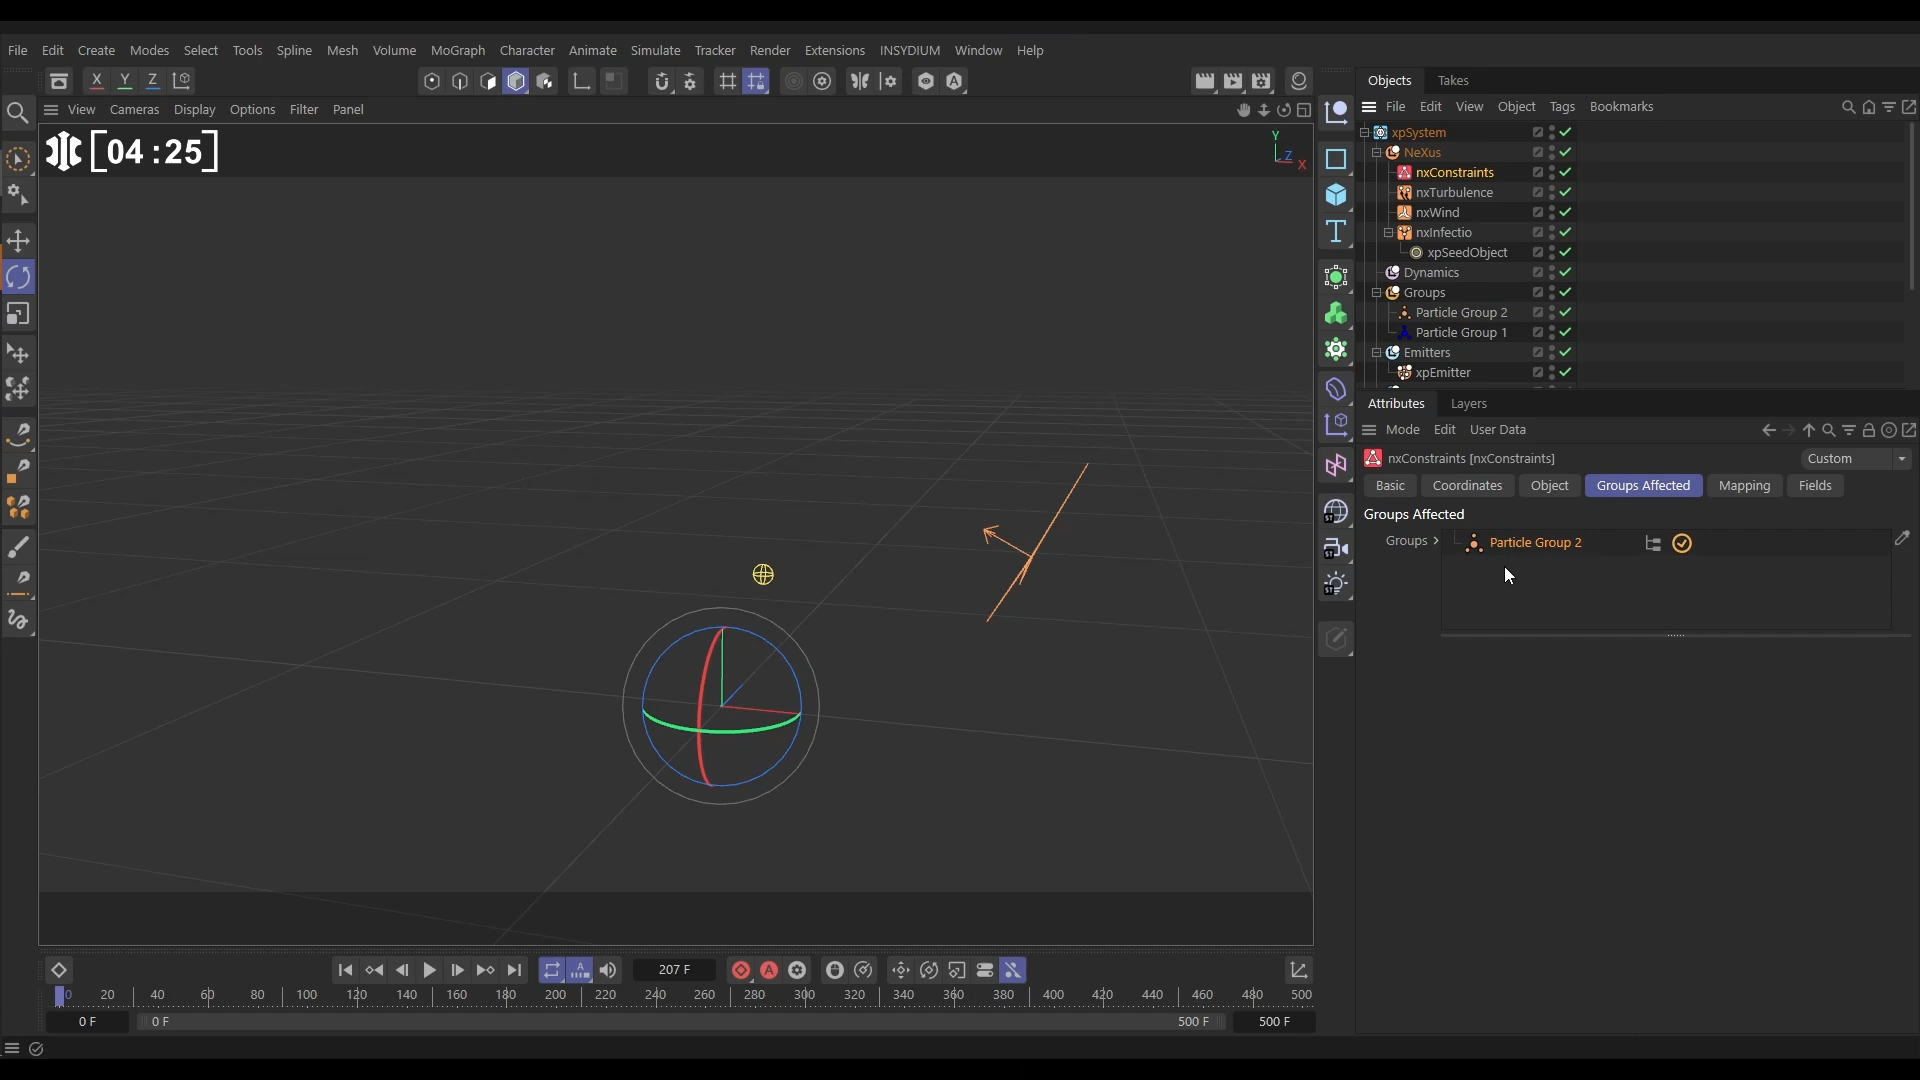 File Edit Create Modes Select Tools Spline Mesh Volume MoGraph Character Animate Simulate Tracker Render Extensions INSYDIUM Window Help
X Y Z
View Cameras Display Options Filter Panel
[04:25]
Y
Z
X
Objects Takes
File Edit View Object Tags Bookmarks
xpSystem
NeXus
nxConstraints
nxTurbulence
nxWind
nxInfectio
xpSeedObject
Dynamics
Groups
Particle Group 2
Particle Group 1
Emitters
xpEmitter
Attributes Layers
Mode Edit User Data
nxConstraints [nxConstraints] Custom
Basic Coordinates Object Groups Affected Mapping Fields
Groups Affected
Groups Particle Group 2
ST
ST
ST
207 F
0 20 40 60 80 100 120 140 160 180 200 220 240 260 280 300 320 340 360 380 400 420 440 460 480 500
0 F 0 F 500 F 500 F